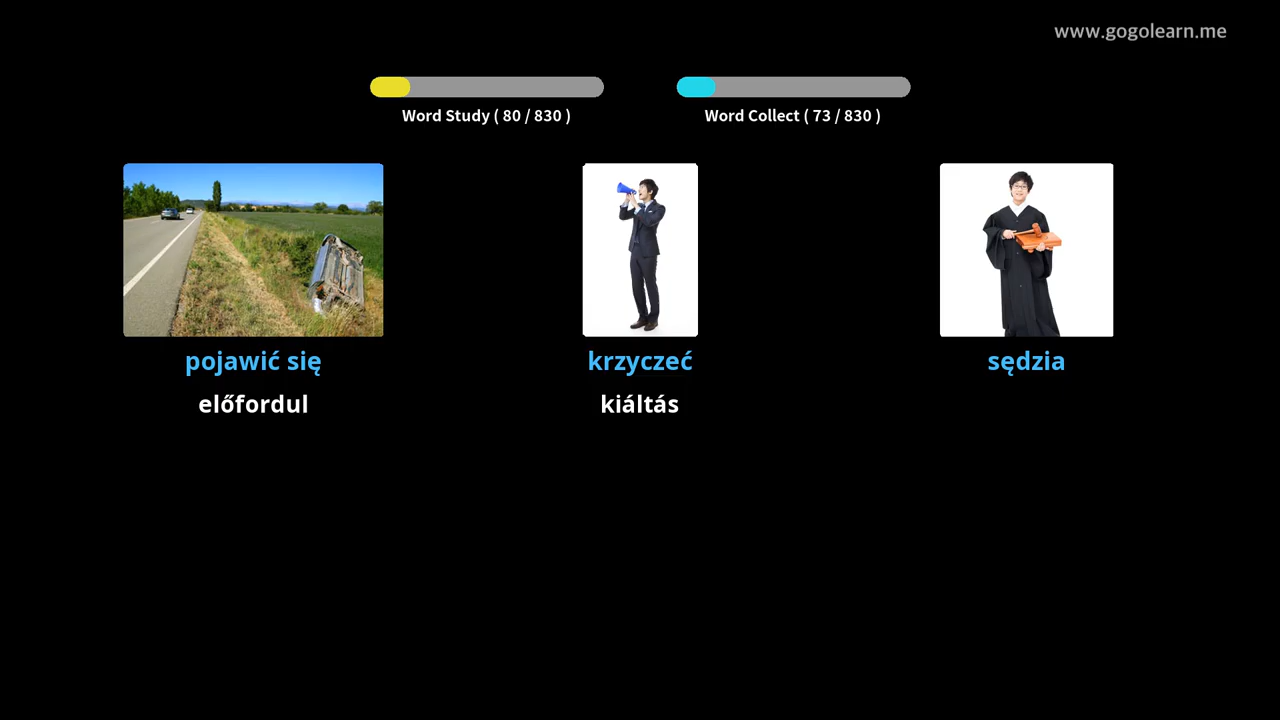 www.gogolearn.me
Word Study ( 80 / 830 )
Word Collect ( 73 / 830 )
pojawić się
krzyczeć
sędzia
előfordul
kiáltás